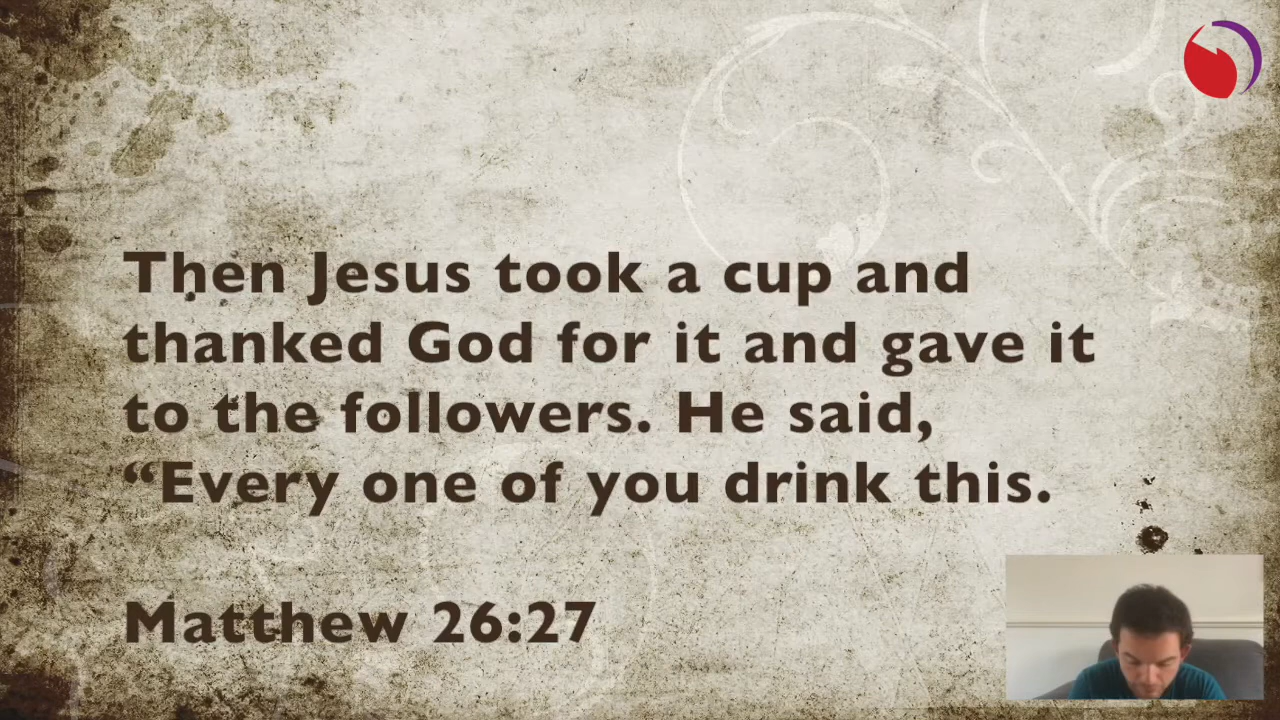 Then Jesus took a cup and
thanked God for it and gave it
to the followers. He said,
“Every one of you drink this.
Matthew 26:27